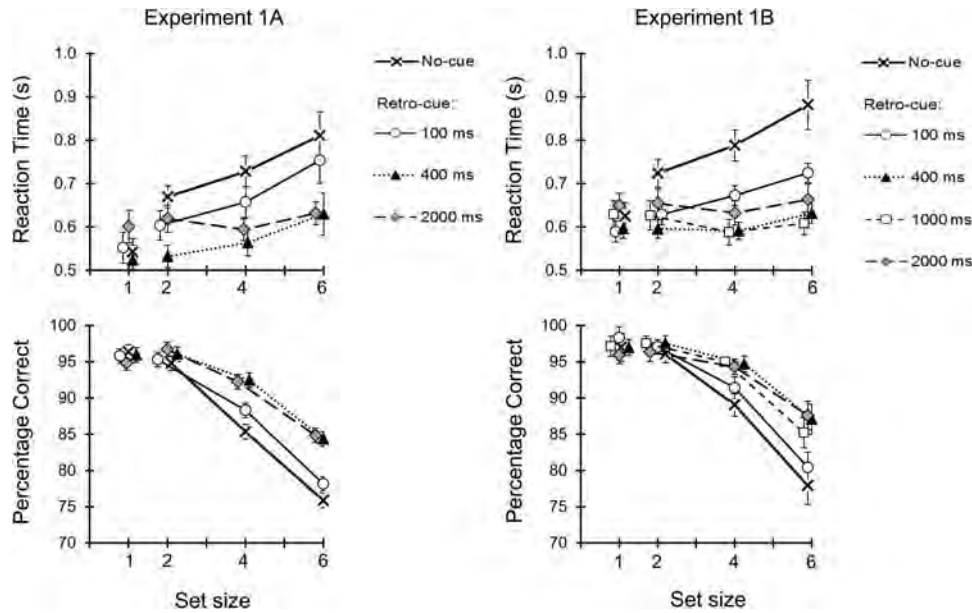 Experiment 1A
Reaction Time (s)
1.0
0.9
0.8
0.7
0.6
0.5
1
2
4
6
No-cue
Retro-cue:
100 ms
400 ms
2000 ms
Percentage Correct
100
95
90
85
80
75
70
1
2
4
6
Set size
Experiment 1B
Reaction Time (s)
1.0
0.9
0.8
0.7
0.6
0.5
1
2
4
6
No-cue
Retro-cue:
100 ms
400 ms
1000 ms
2000 ms
Percentage Correct
100
95
90
85
80
75
70
1
2
4
6
Set size